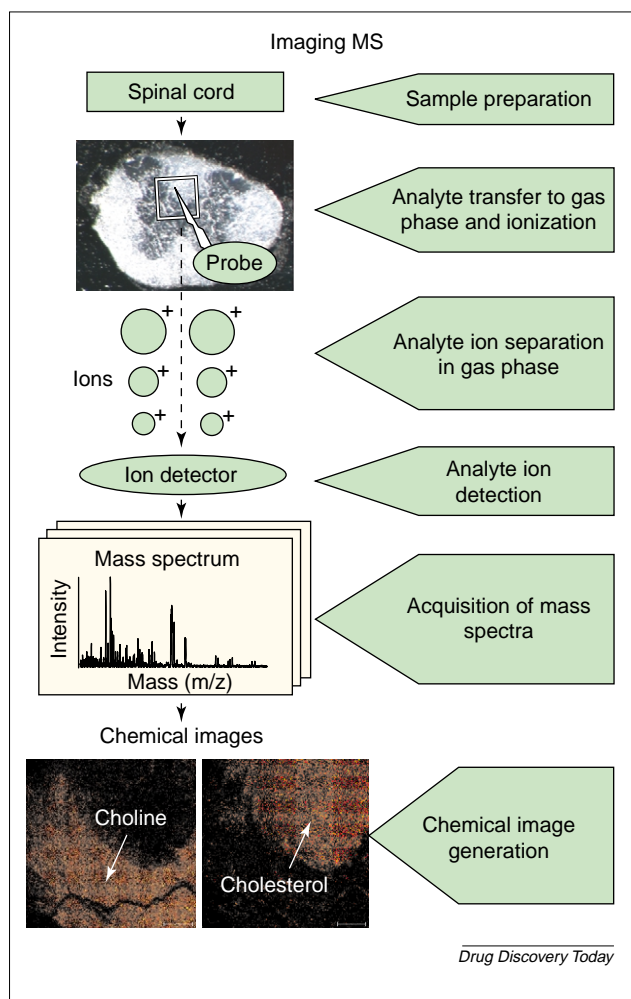 Imaging MS
Spinal cord
Sample preparation
Analyte transfer to gas
phase and ionization
Probe
+
+
Analyte ion separation
in gas phase
Ions
+
+
+
+
Ion detector
Analyte ion
detection
Mass spectrum
Intensity
Mass (m/z)
Acquisition of mass
spectra
Chemical images
Choline
Cholesterol
Chemical image
generation
Drug Discovery Today